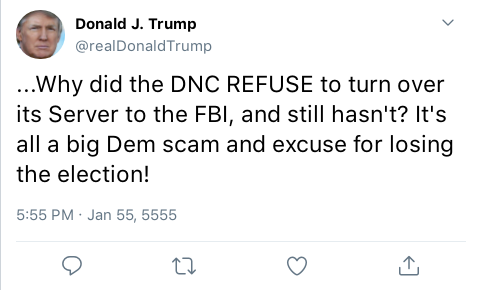 Donald J. Trump
@realDonaldTrump
...Why did the DNC REFUSE to turn over
its Server to the FBI, and still hasn't? It's
all a big Dem scam and excuse for losing
the election!
5:55 PM · Jan 55, 5555